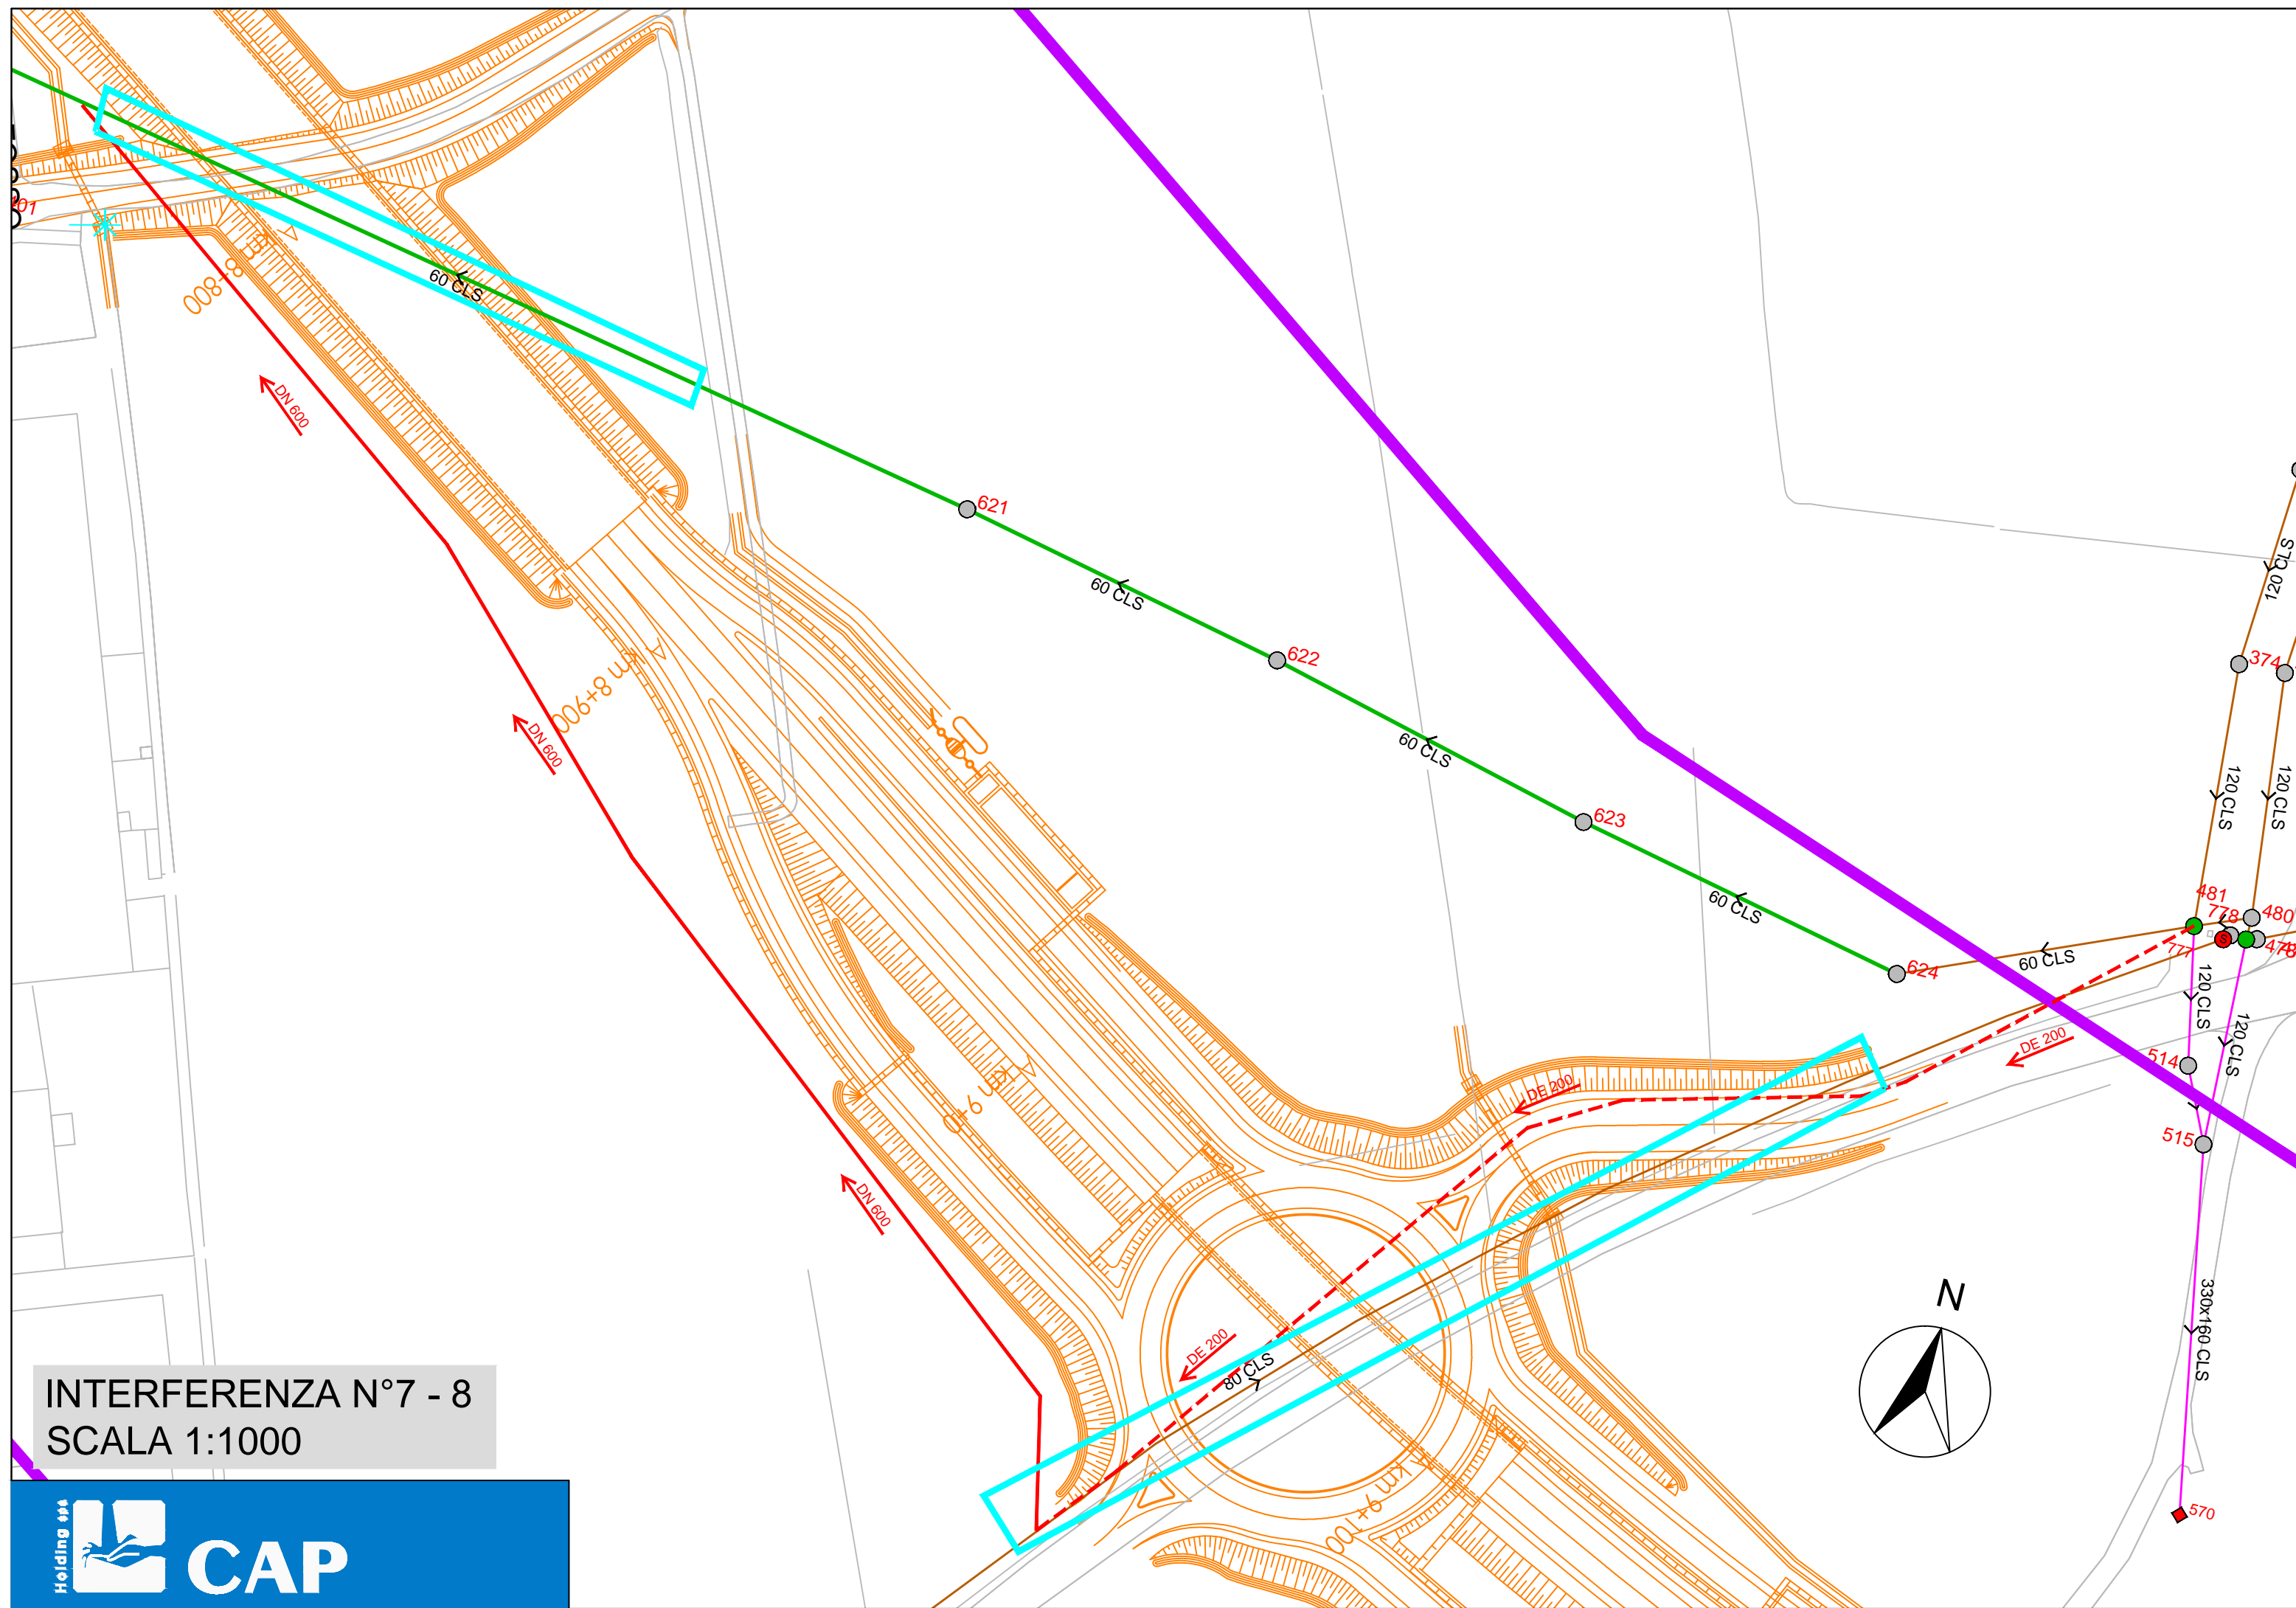 201
60 CLS
km 8+800
DN 600
621
60 CLS
622
60 CLS
623
60 CLS
624
60 CLS
120 CLS
374
120 CLS
120 CLS
481
778
480
777
478
120 CLS
120 CLS
514
515
DE 200
DE 200
DE 200
km 8+900
DN 600
km 9+0
DN 600
80 CLS
km 9+100
330x160 CLS
570
N
INTERFERENZA N°7 - 8
SCALA 1:1000
Holding spa
CAP